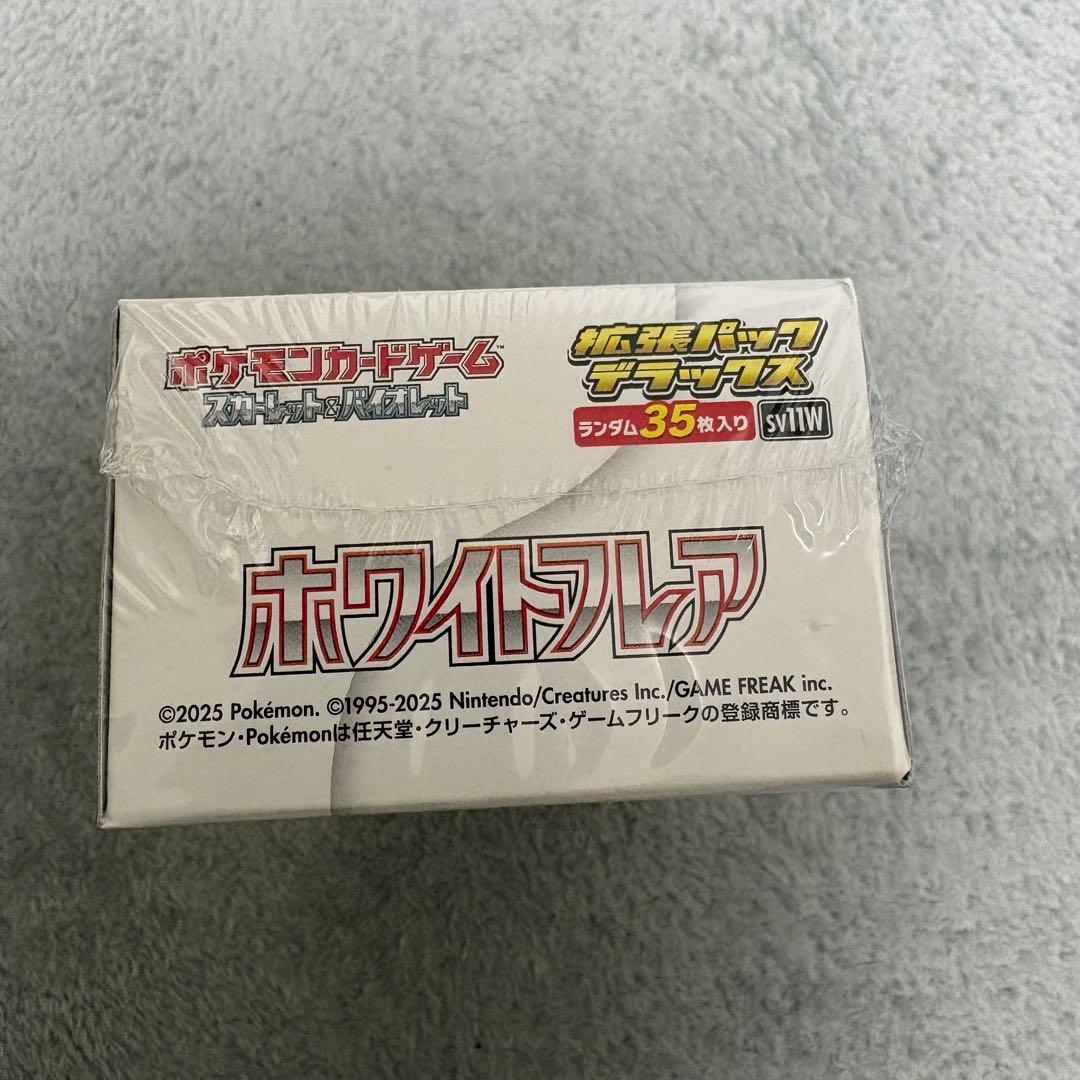 ポケモンカードゲーム™
スカーレット&バイオレット
拡張パック
デラックス
ランダム35枚入り
SV11W
ホワイトフレア
©2025 Pokémon. ©1995-2025 Nintendo/Creatures Inc./GAME FREAK inc.
ポケモン・Pokémonは任天堂・クリーチャーズ・ゲームフリークの登録商標です。